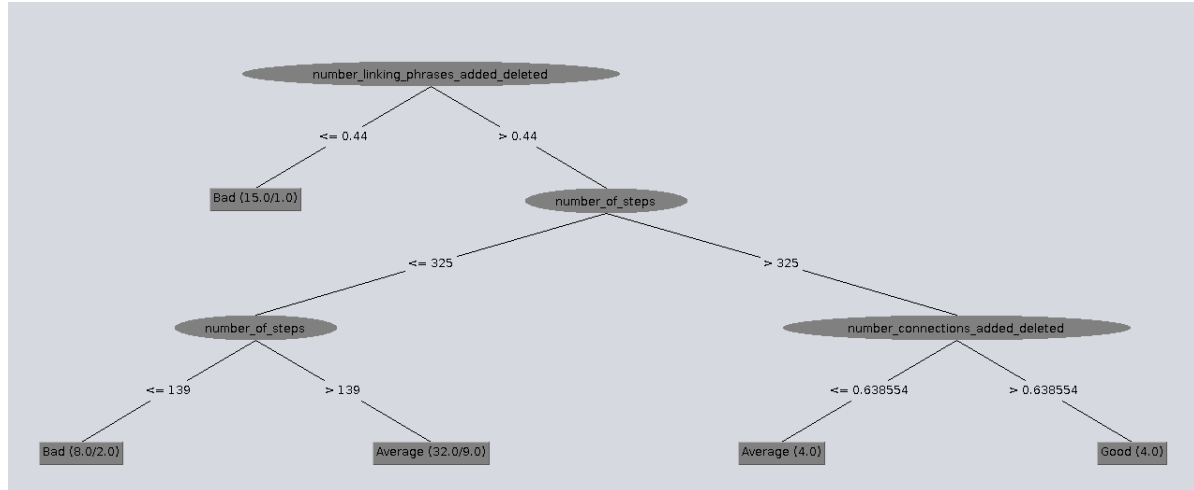 number_linking_phrases_added_deleted
<= 0.44
> 0.44
Bad (15.0/1.0)
number_of_steps
<= 325
> 325
number_of_steps
number_connections_added_deleted
<= 139
> 139
<= 0.638554
> 0.638554
Bad (8.0/2.0)
Average (32.0/9.0)
Average (4.0)
Good (4.0)